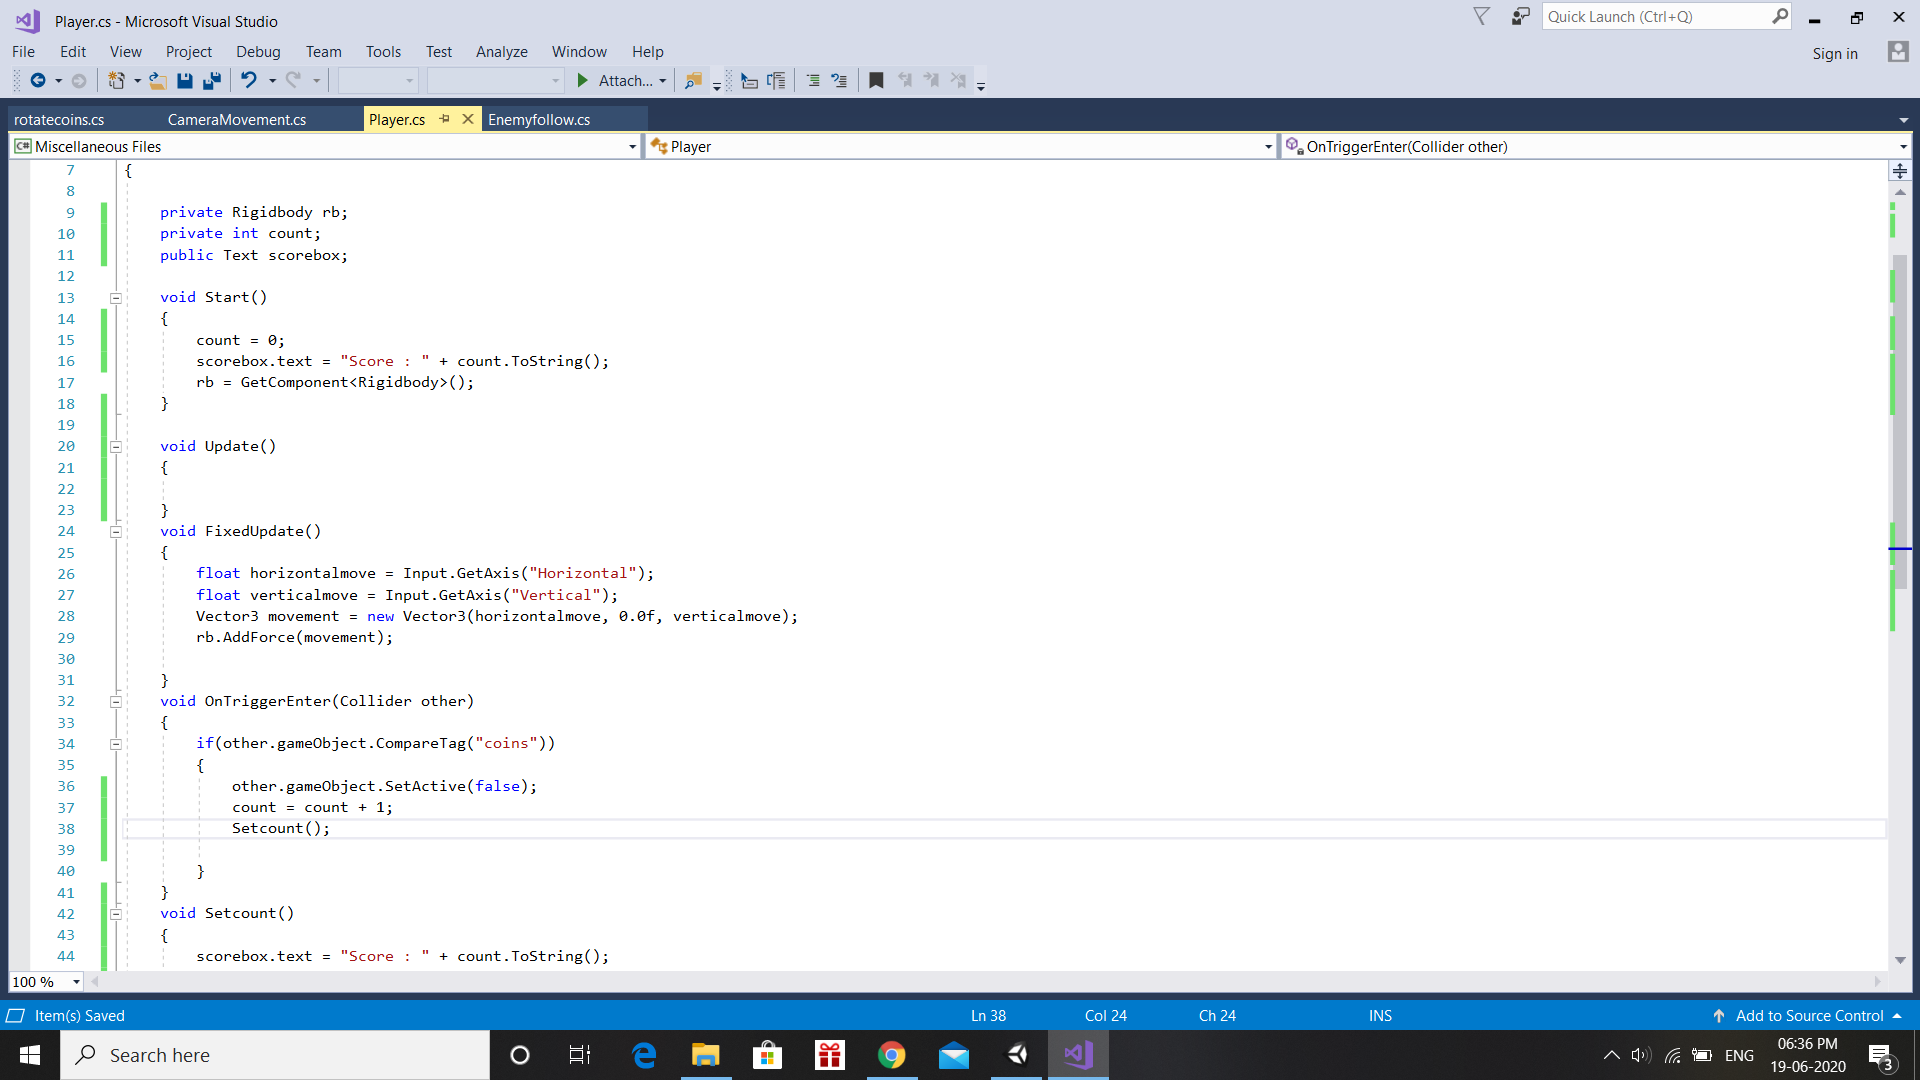 Player.cs - Microsoft Visual Studio
Quick Launch (Ctrl+Q)
File Edit View Project Debug Team Tools Test Analyze Window Help
Sign in
Attach...
rotatecoins.cs CameraMovement.cs Player.cs Enemyfollow.cs
C# Miscellaneous Files Player OnTriggerEnter(Collider other)
7 {
8
9 private Rigidbody rb;
10 private int count;
11 public Text scorebox;
12
13 void Start()
14 {
15 count = 0;
16 scorebox.text = "Score : " + count.ToString();
17 rb = GetComponent<Rigidbody>();
18 }
19
20 void Update()
21 {
22
23 }
24 void FixedUpdate()
25 {
26 float horizontalmove = Input.GetAxis("Horizontal");
27 float verticalmove = Input.GetAxis("Vertical");
28 Vector3 movement = new Vector3(horizontalmove, 0.0f, verticalmove);
29 rb.AddForce(movement);
30
31 }
32 void OnTriggerEnter(Collider other)
33 {
34 if(other.gameObject.CompareTag("coins"))
35 {
36 other.gameObject.SetActive(false);
37 count = count + 1;
38 Setcount();
39
40 }
41 }
42 void Setcount()
43 {
44 scorebox.text = "Score : " + count.ToString();
100 %
Item(s) Saved Ln 38 Col 24 Ch 24 INS Add to Source Control
Search here
ENG
06:36 PM
19-06-2020
3